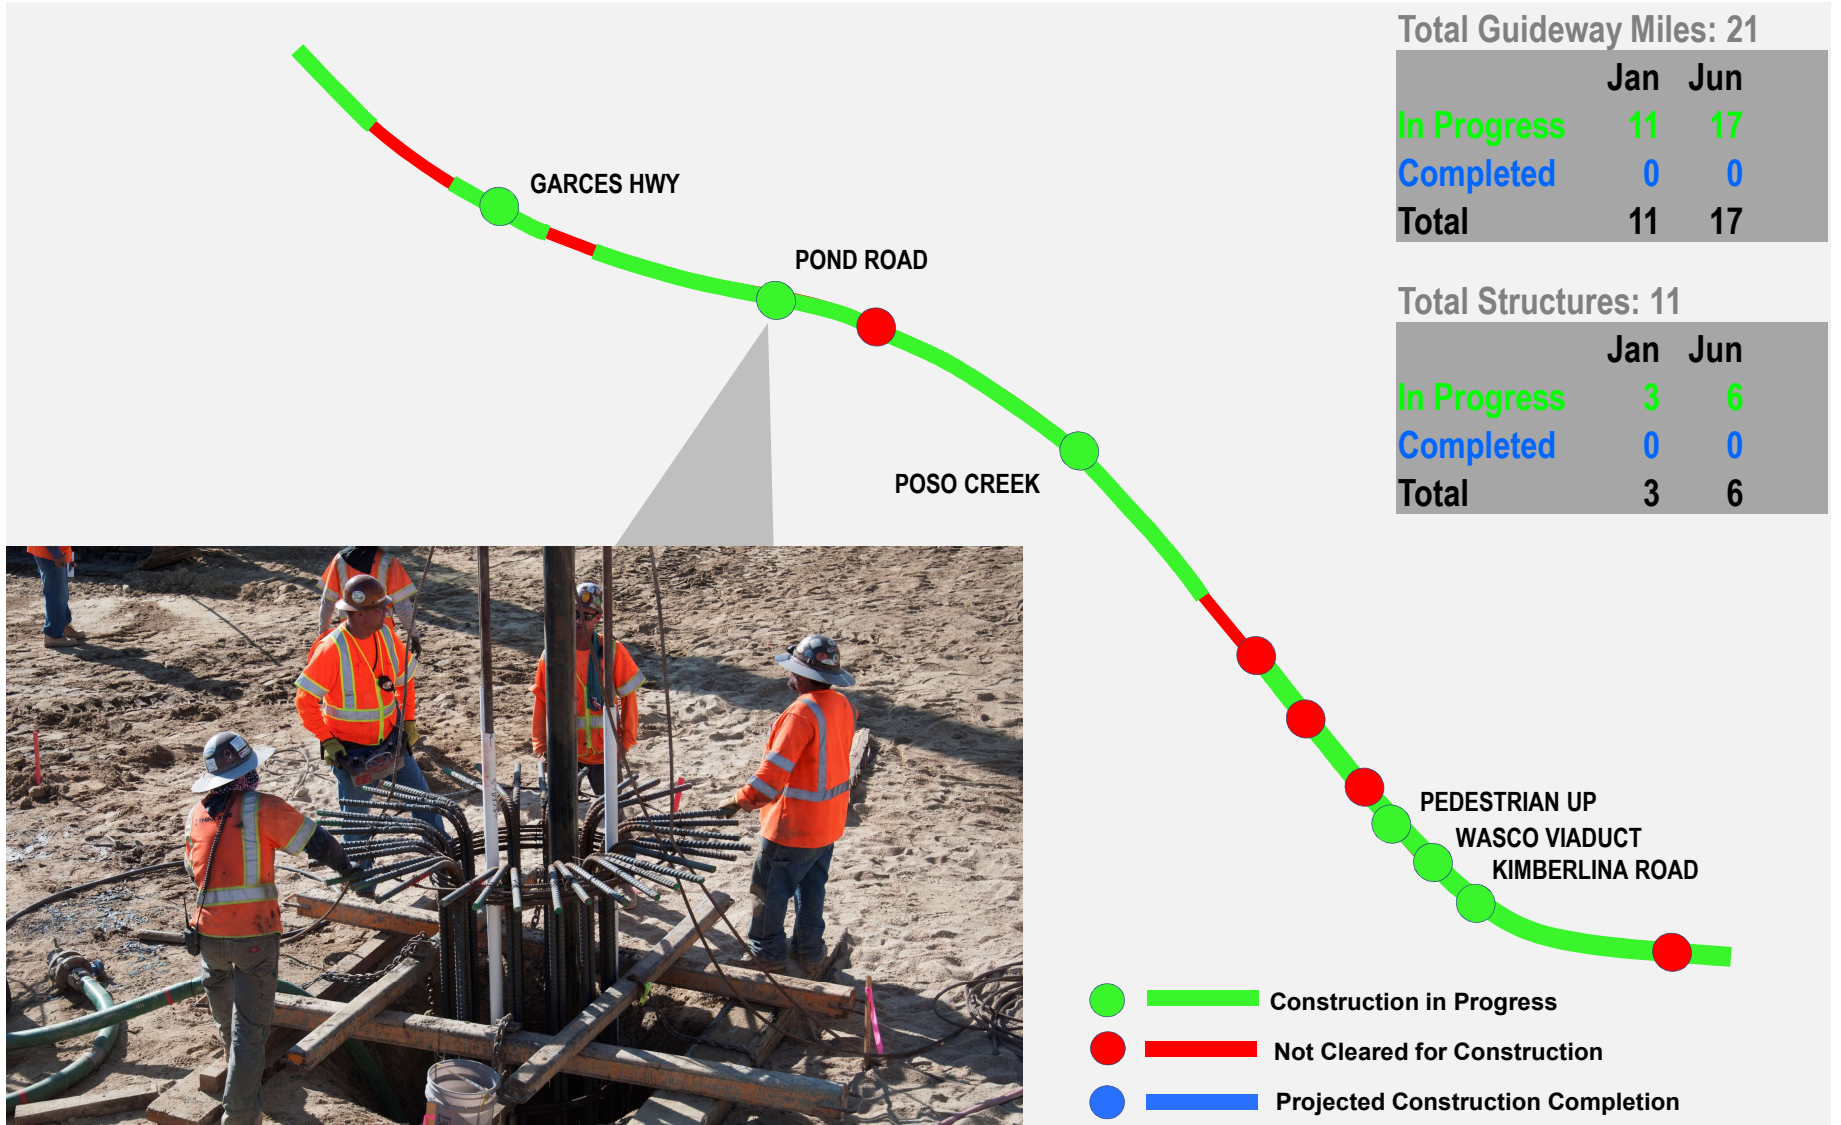 Total Guideway Miles: 21
Jan Jun
In Progress 11 17
Completed 0 0
Total 11 17
GARCES HWY
POND ROAD
Total Structures: 11
Jan Jun
In Progress 3 6
Completed 0 0
Total 3 6
POSO CREEK
PEDESTRIAN UP
WASCO VIADUCT
KIMBERLINA ROAD
Construction in Progress
Not Cleared for Construction
Projected Construction Completion